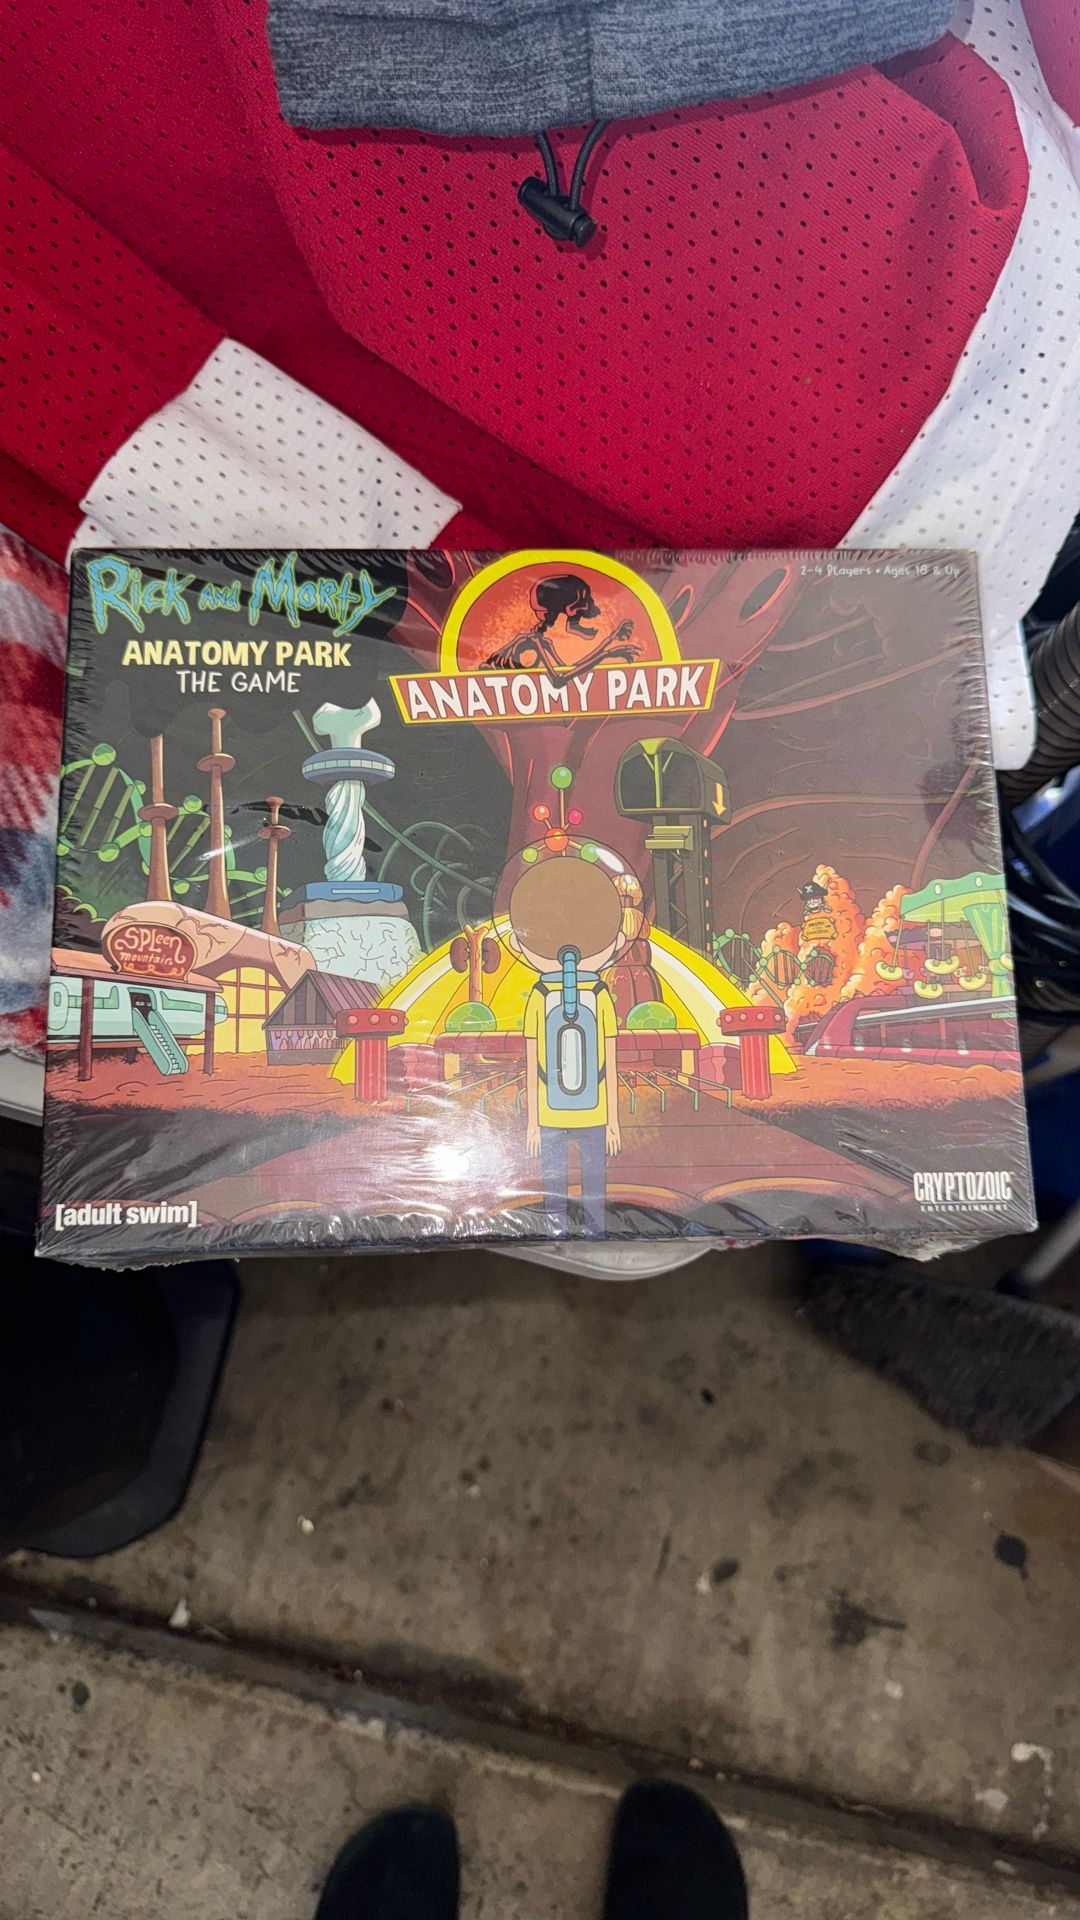 Rick and Morty
ANATOMY PARK
THE GAME
2-4 Players • Ages 18 & Up
ANATOMY PARK
SPLeen
mountain
[adult swim]
CRYPTOZOIC
ENTERTAINMENT